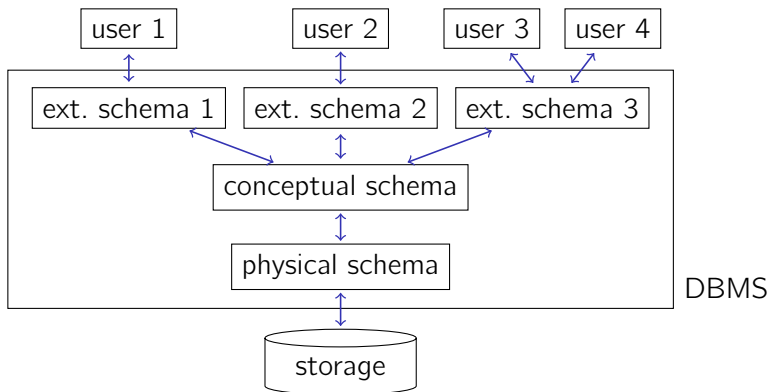 user 1
user 2
user 3
user 4
ext. schema 1
ext. schema 2
ext. schema 3
conceptual schema
physical schema
DBMS
storage